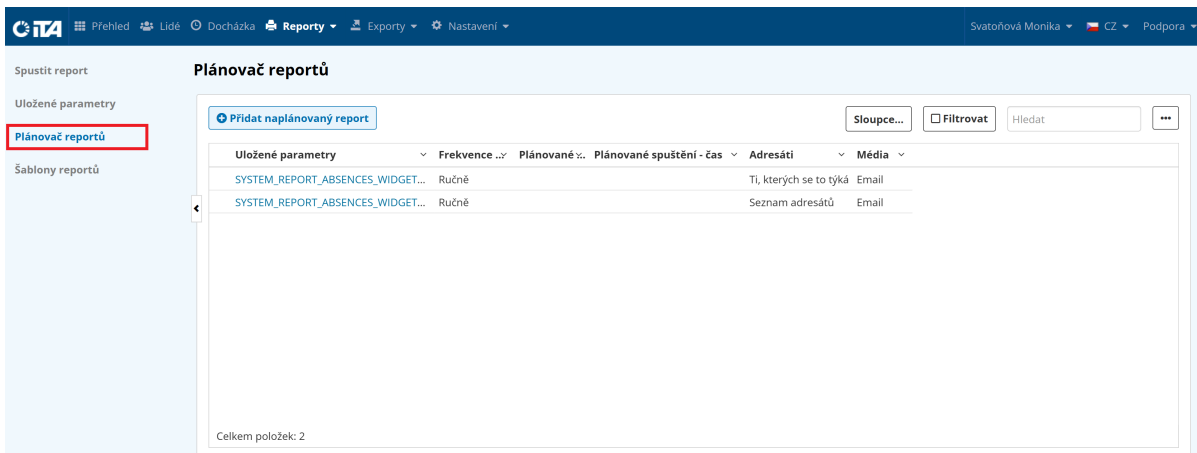 iTA Přehled Lidé Docházka Reporty Exporty Nastavení Svatoňová Monika CZ Podpora
Spustit report
Uložené parametry
Plánovač reportů
Šablony reportů
Plánovač reportů
Přidat naplánovaný report Sloupce... Filtrovat Hledat ...
Uložené parametry Frekvence ... Plánované ... Plánované spuštění - čas Adresáti Média
SYSTEM_REPORT_ABSENCES_WIDGET... Ručně Ti, kterých se to týká Email
SYSTEM_REPORT_ABSENCES_WIDGET... Ručně Seznam adresátů Email
Celkem položek: 2